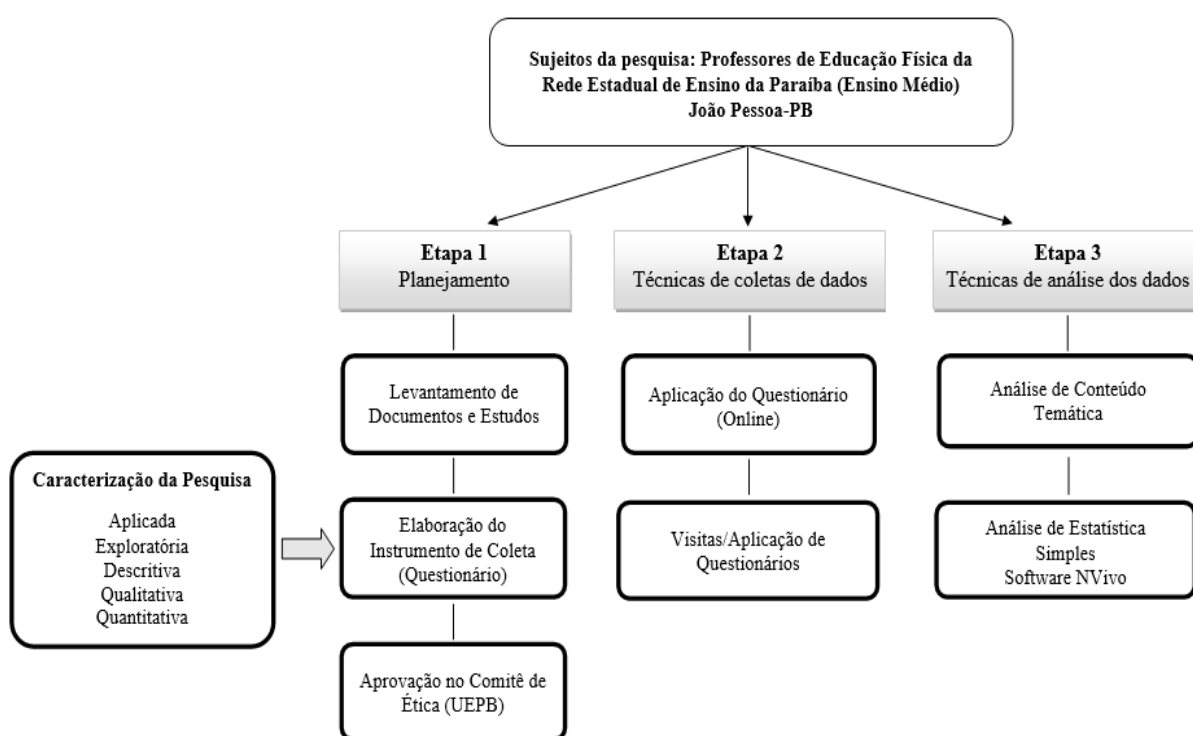 Sujeitos da pesquisa: Professores de Educação Física da
Rede Estadual de Ensino da Paraíba (Ensino Médio)
João Pessoa-PB
Etapa 1
Planejamento
Etapa 2
Técnicas de coletas de dados
Etapa 3
Técnicas de análise dos dados
Levantamento de
Documentos e Estudos
Aplicação do Questionário
(Online)
Análise de Conteúdo
Temática
Caracterização da Pesquisa
Aplicada
Exploratória
Descritiva
Qualitativa
Quantitativa
Elaboração do
Instrumento de Coleta
(Questionário)
Visitas/Aplicação de
Questionários
Análise de Estatística
Simples
Software NVivo
Aprovação no Comitê de
Ética (UEPB)